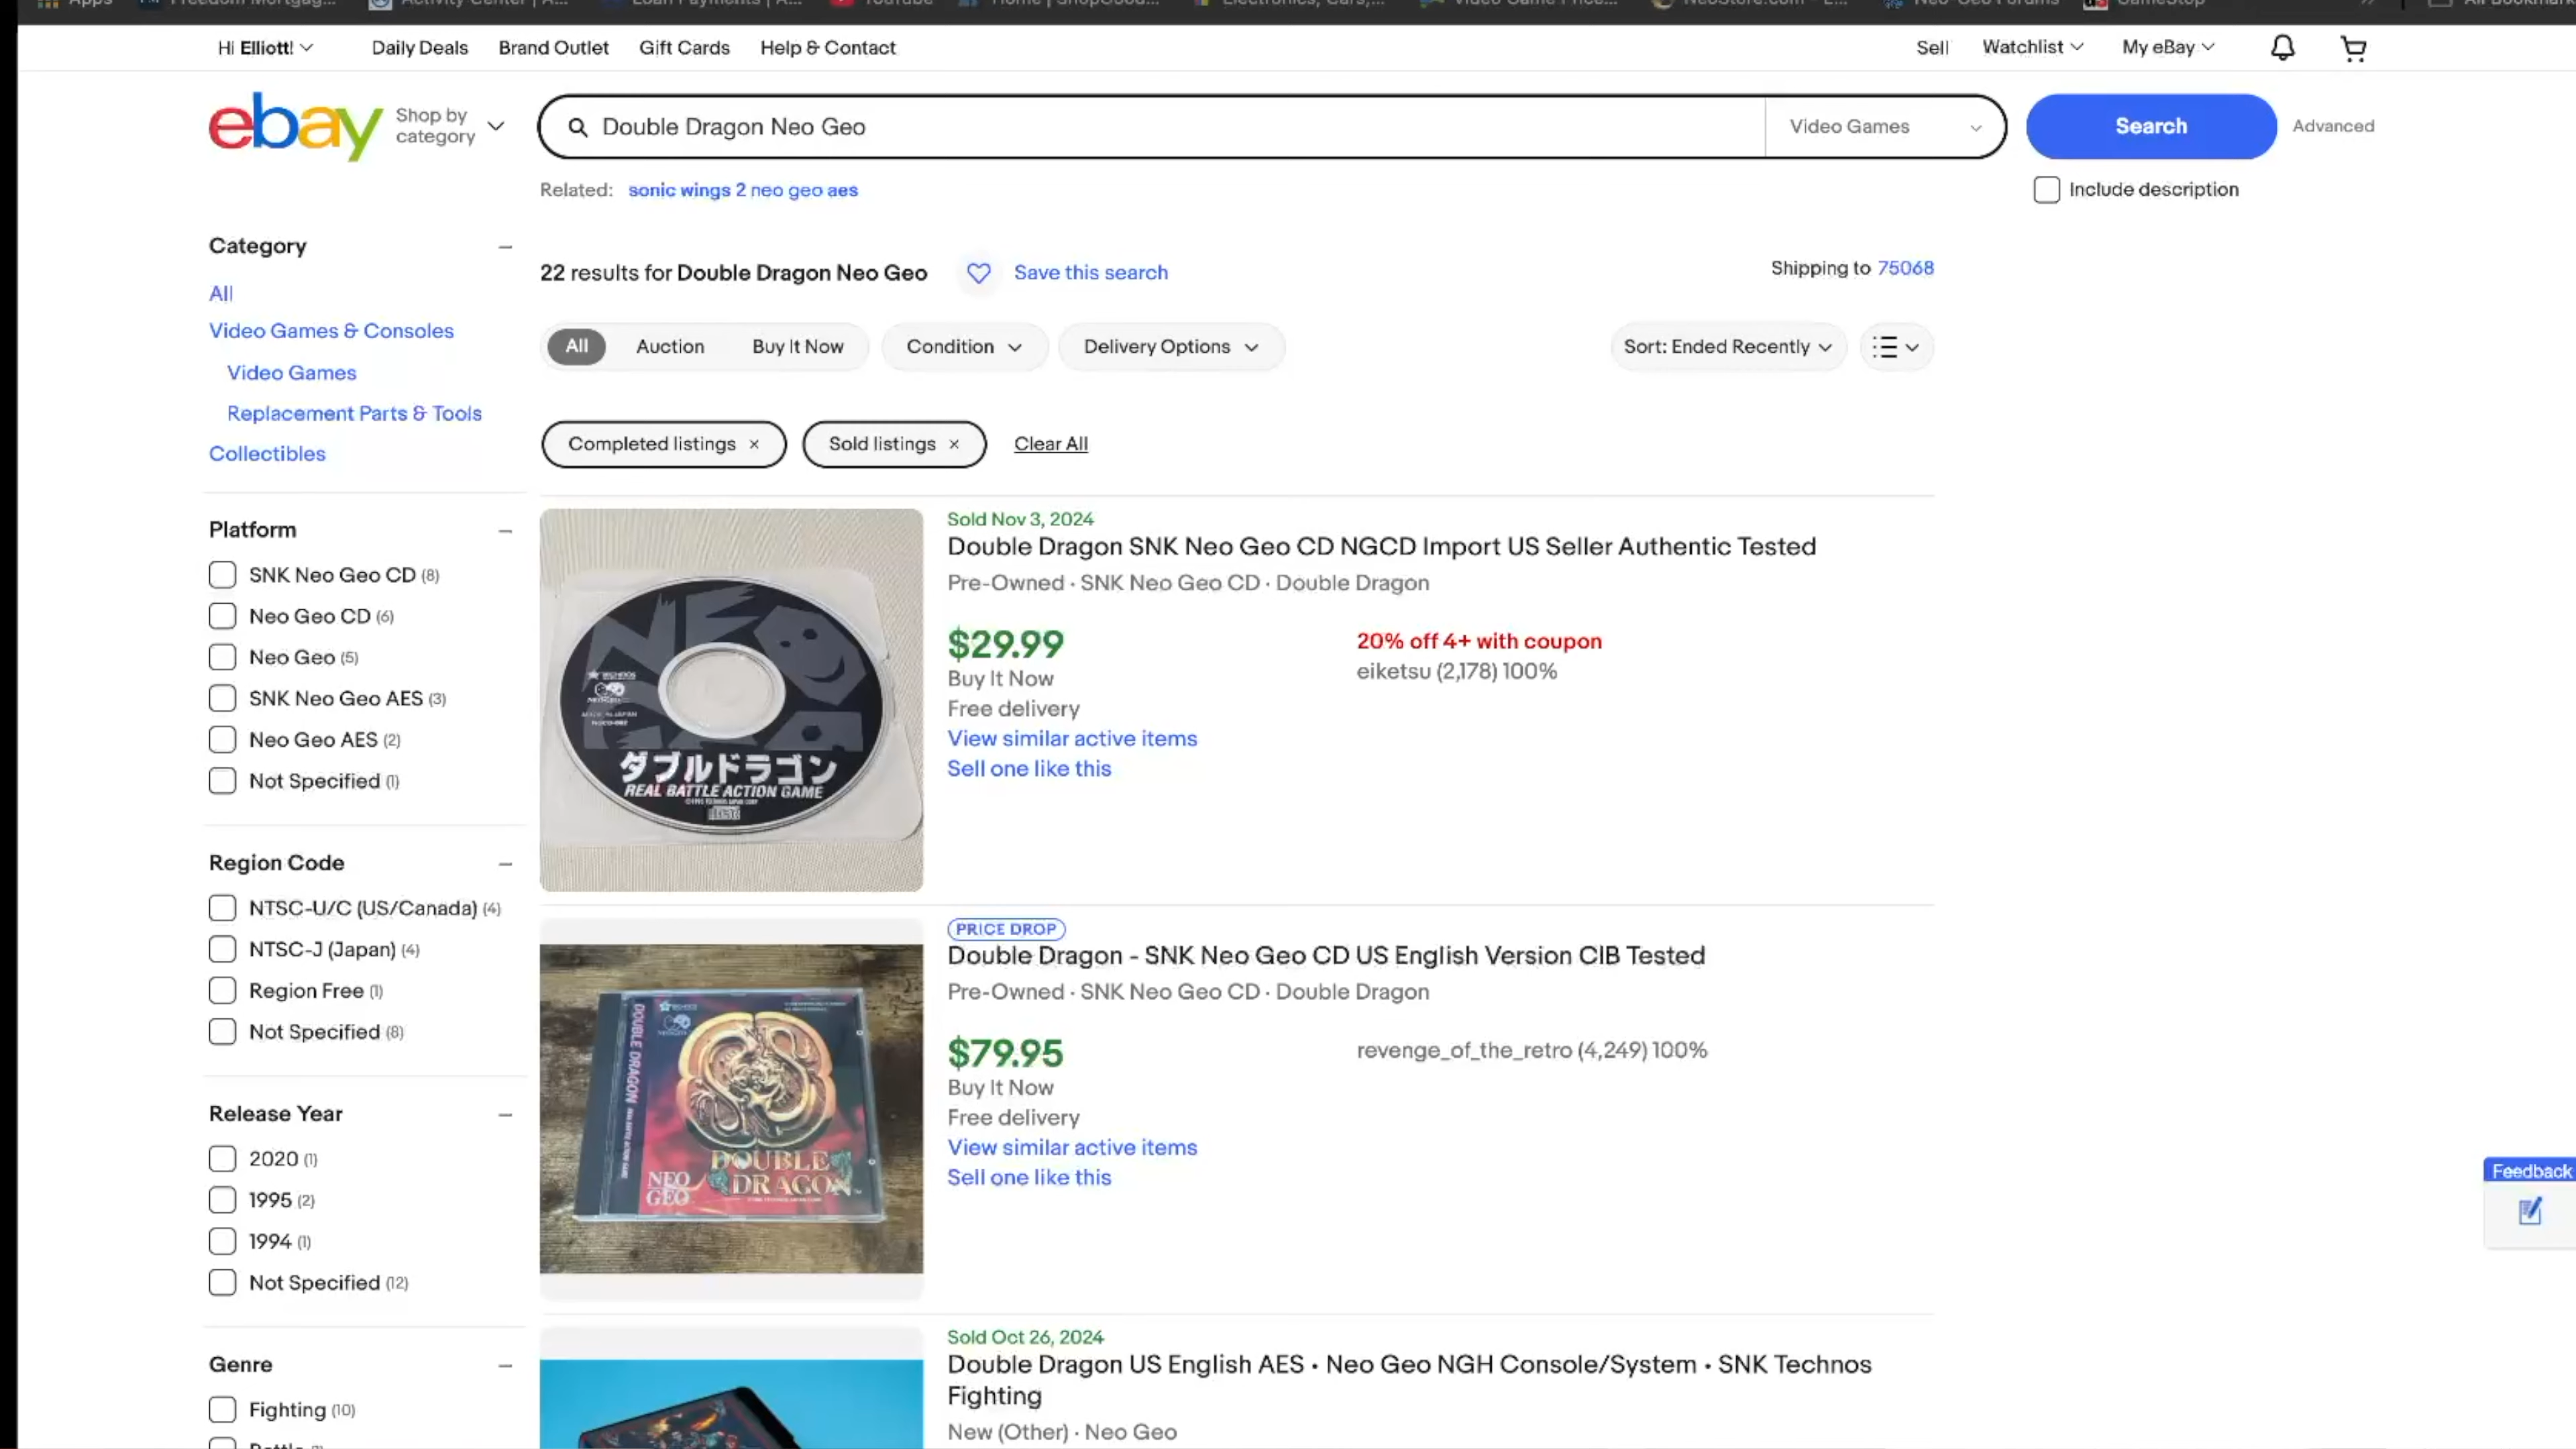 Apps
YouTube
GameStop
Hi Elliott!
Daily Deals
Brand Outlet
Gift Cards
Help & Contact
Sell
Watchlist
My eBay
ebay
Shop by category
Double Dragon Neo Geo
Video Games
Search
Advanced
Related: sonic wings 2 neo geo aes
Include description
Category
All
Video Games & Consoles
Video Games
Replacement Parts & Tools
Collectibles
Platform
SNK Neo Geo CD (8)
Neo Geo CD (6)
Neo Geo (5)
SNK Neo Geo AES (3)
Neo Geo AES (2)
Not Specified (1)
Region Code
NTSC-U/C (US/Canada) (4)
NTSC-J (Japan) (4)
Region Free (1)
Not Specified (8)
Release Year
2020 (1)
1995 (2)
1994 (1)
Not Specified (12)
Genre
Fighting (10)
22 results for Double Dragon Neo Geo
Save this search
Shipping to 75068
All
Auction
Buy It Now
Condition
Delivery Options
Sort: Ended Recently
Completed listings ×
Sold listings ×
Clear All
ダブルドラゴン
REAL BATTLE ACTION GAME
Sold Nov 3, 2024
Double Dragon SNK Neo Geo CD NGCD Import US Seller Authentic Tested
Pre-Owned · SNK Neo Geo CD · Double Dragon
$29.99
Buy It Now
Free delivery
View similar active items
Sell one like this
20% off 4+ with coupon
eiketsu (2,178) 100%
DOUBLE DRAGON
NEO GEO
DOUBLE DRAGON
PRICE DROP
Double Dragon - SNK Neo Geo CD US English Version CIB Tested
Pre-Owned · SNK Neo Geo CD · Double Dragon
$79.95
Buy It Now
Free delivery
View similar active items
Sell one like this
revenge_of_the_retro (4,249) 100%
Sold Oct 26, 2024
Double Dragon US English AES • Neo Geo NGH Console/System • SNK Technos
Fighting
New (Other) · Neo Geo
Feedback